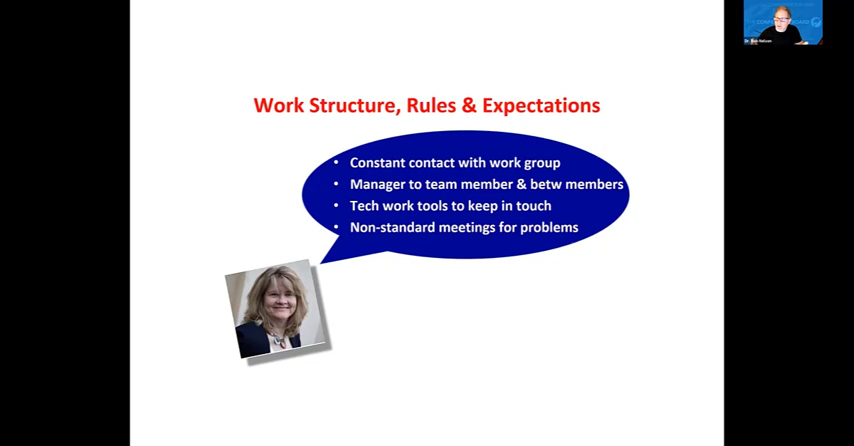 Work Structure, Rules & Expectations
• Constant contact with work group
• Manager to team member & betw members
• Tech work tools to keep in touch
• Non-standard meetings for problems